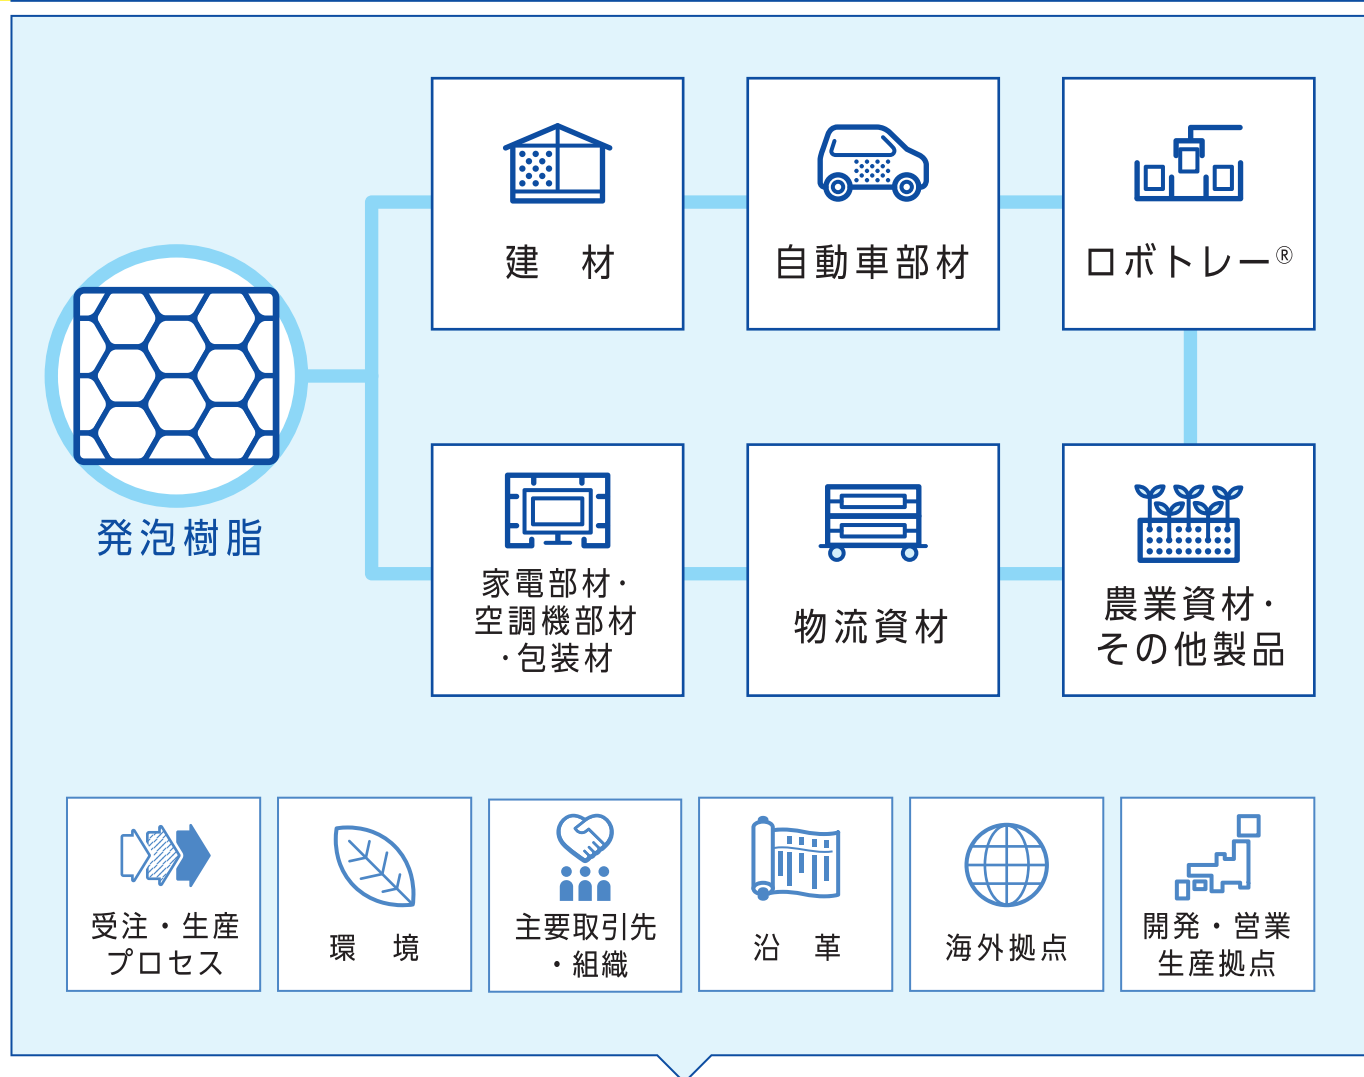 発泡樹脂
建　材
自動車部材
ロボトレー®
家電部材・
空調機部材
・包装材
物流資材
農業資材・
その他製品
受注・生産
プロセス
環　境
主要取引先
・組織
沿　革
海外拠点
開発・営業
生産拠点